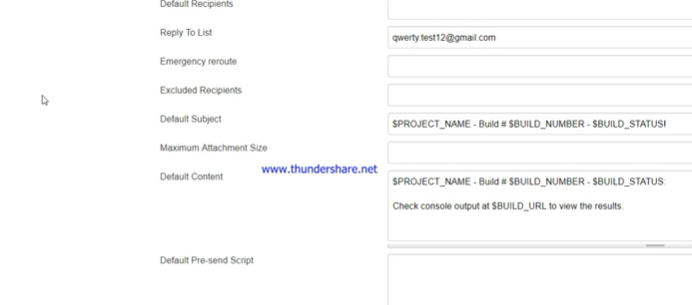 Default Recipients
Reply To List
qwerty.test12@gmail.com
Emergency reroute
Excluded Recipients
Default Subject
$PROJECT_NAME - Build # $BUILD_NUMBER - $BUILD_STATUS!
Maximum Attachment Size
www.thundershare.net
Default Content
$PROJECT_NAME - Build # $BUILD_NUMBER - $BUILD_STATUS:
Check console output at $BUILD_URL to view the results.
Default Pre-send Script